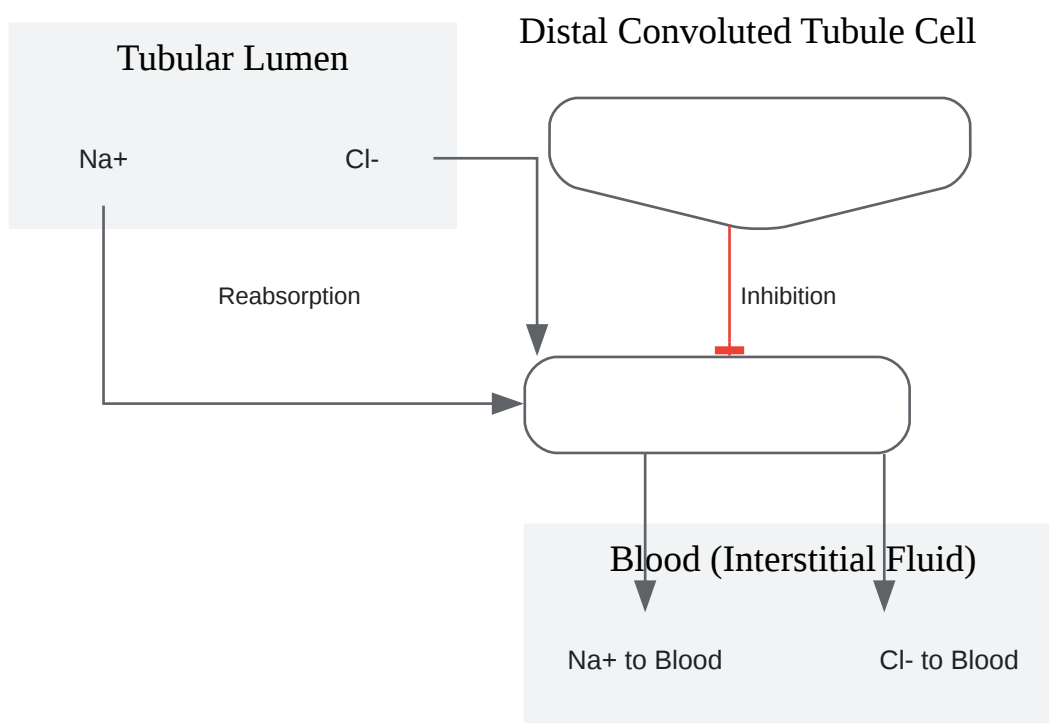 Distal Convoluted Tubule Cell
Tubular Lumen
Na+
Cl-
Reabsorption
Inhibition
Blood (Interstitial Fluid)
Na+ to Blood
Cl- to Blood